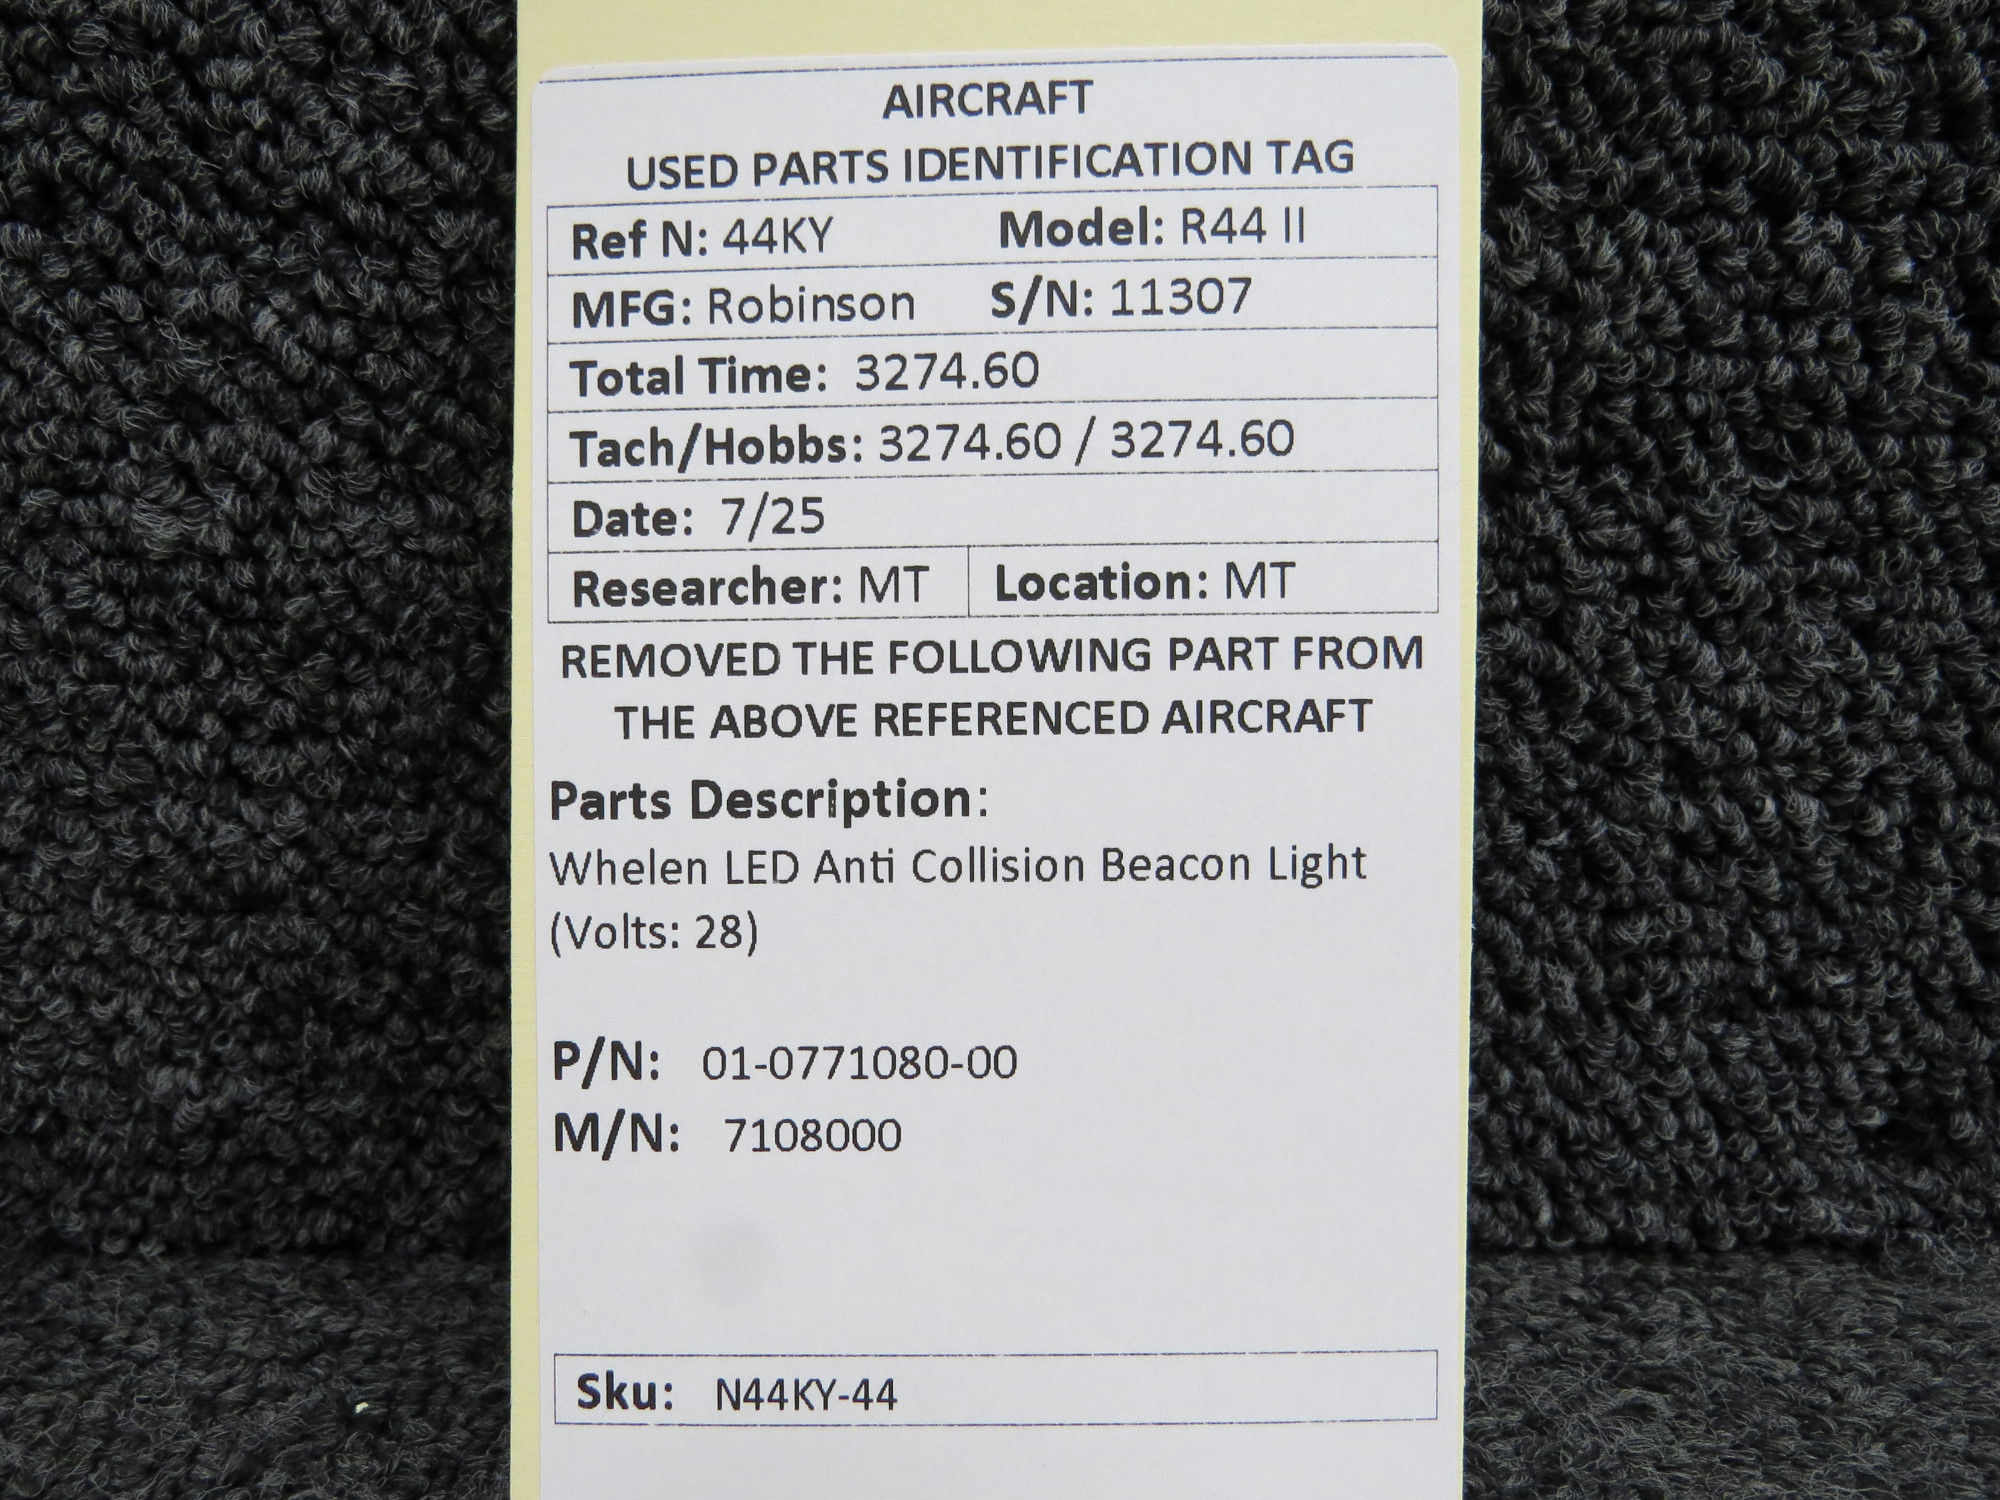 AIRCRAFT
USED PARTS IDENTIFICATION TAG
Ref N: 44KY Model: R44 II
MFG: Robinson S/N: 11307
Total Time: 3274.60
Tach/Hobbs: 3274.60 / 3274.60
Date: 7/25
Researcher: MT Location: MT
REMOVED THE FOLLOWING PART FROM
THE ABOVE REFERENCED AIRCRAFT
Parts Description:
Whelen LED Anti Collision Beacon Light
(Volts: 28)
P/N: 01-0771080-00
M/N: 7108000
Sku: N44KY-44